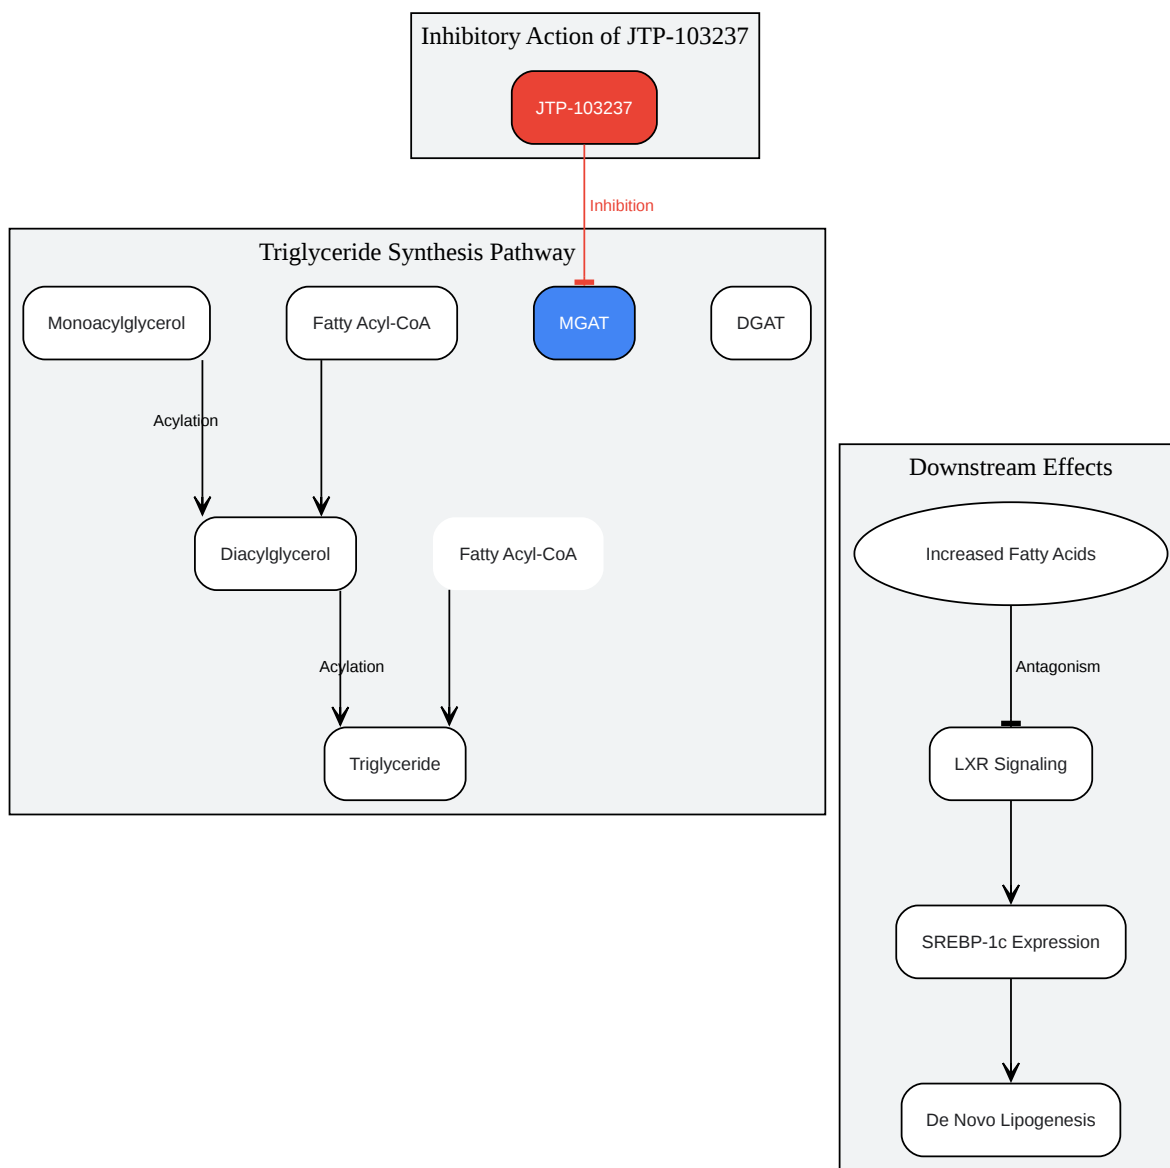 Inhibitory Action of JTP-103237
JTP-103237
Inhibition
Triglyceride Synthesis Pathway
Monoacylglycerol
Fatty Acyl-CoA
MGAT
DGAT
Acylation
Diacylglycerol
Fatty Acyl-CoA
Acylation
Triglyceride
Downstream Effects
Increased Fatty Acids
Antagonism
LXR Signaling
SREBP-1c Expression
De Novo Lipogenesis